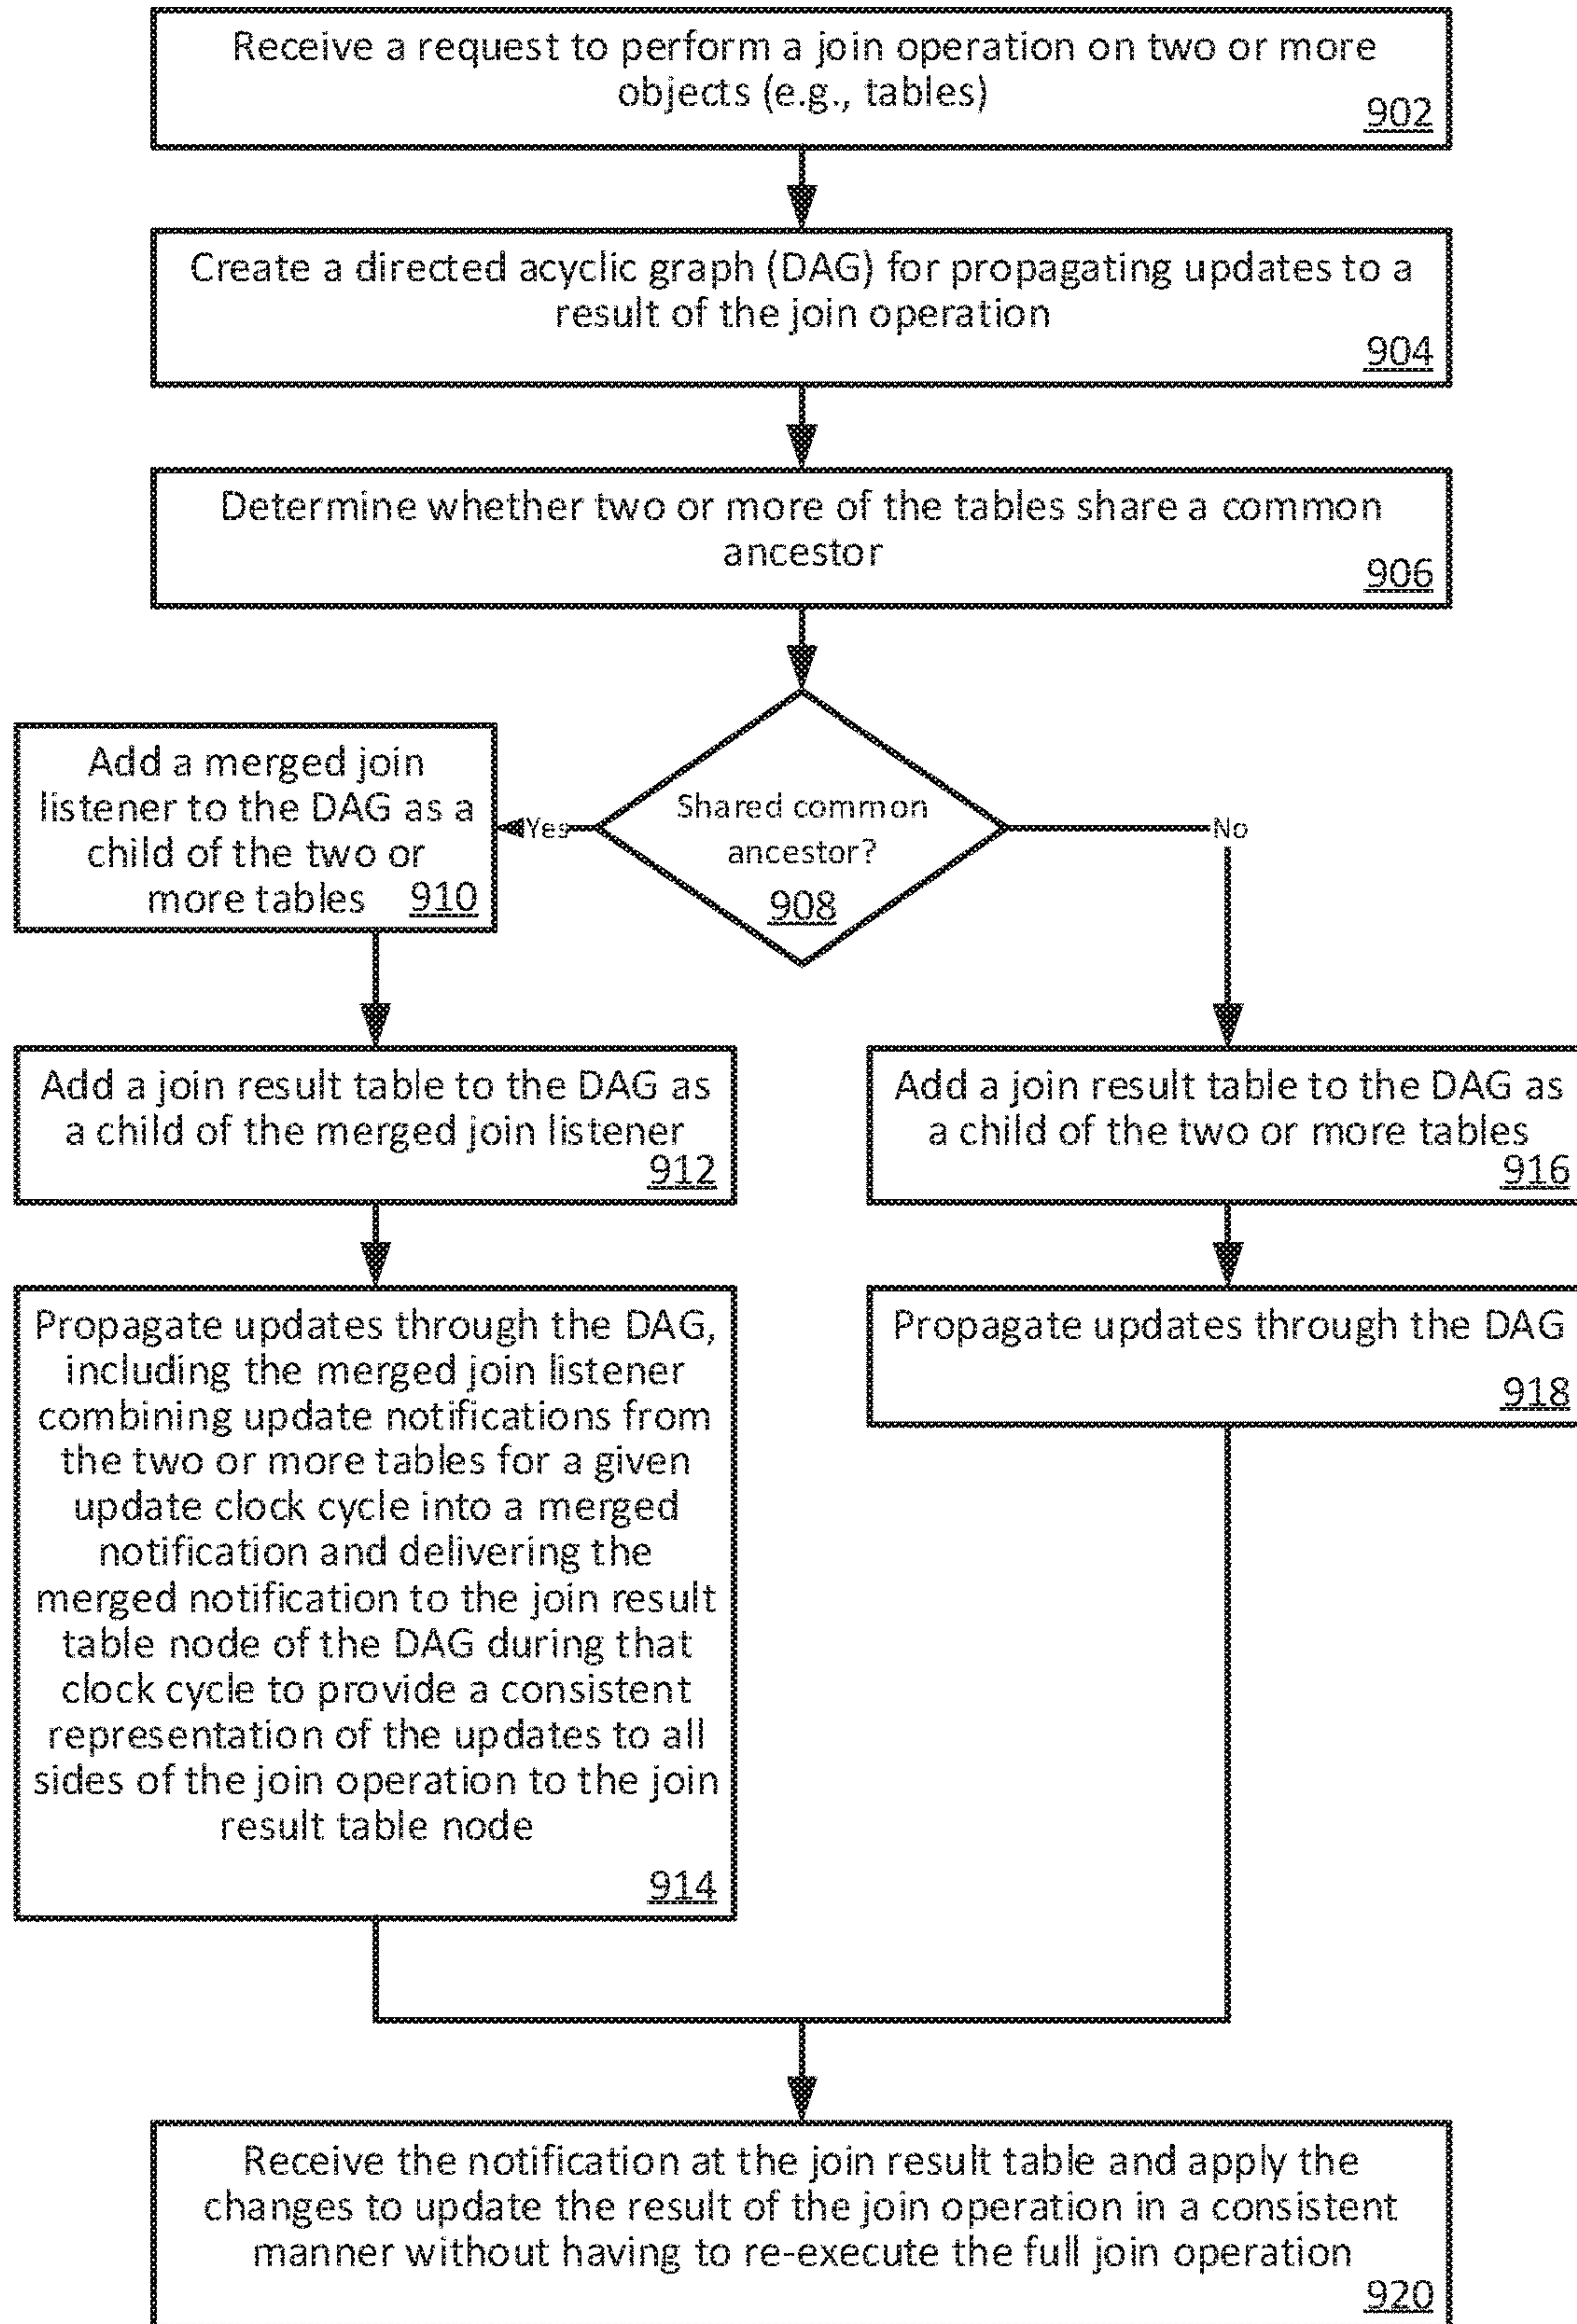 Receive a request to perform a join operation on two or more
objects (e.g., tables)
902
Create a directed acyclic graph (DAG) for propagating updates to a
result of the join operation
904
Determine whether two or more of the tables share a common
ancestor
906
Shared common
ancestor?
908
Yes
No
Add a merged join
listener to the DAG as a
child of the two or
more tables 910
Add a join result table to the DAG as
a child of the merged join listener
912
Propagate updates through the DAG,
including the merged join listener
combining update notifications from
the two or more tables for a given
update clock cycle into a merged
notification and delivering the
merged notification to the join result
table node of the DAG during that
clock cycle to provide a consistent
representation of the updates to all
sides of the join operation to the join
result table node
914
Add a join result table to the DAG as
a child of the two or more tables
916
Propagate updates through the DAG
918
Receive the notification at the join result table and apply the
changes to update the result of the join operation in a consistent
manner without having to re-execute the full join operation
920